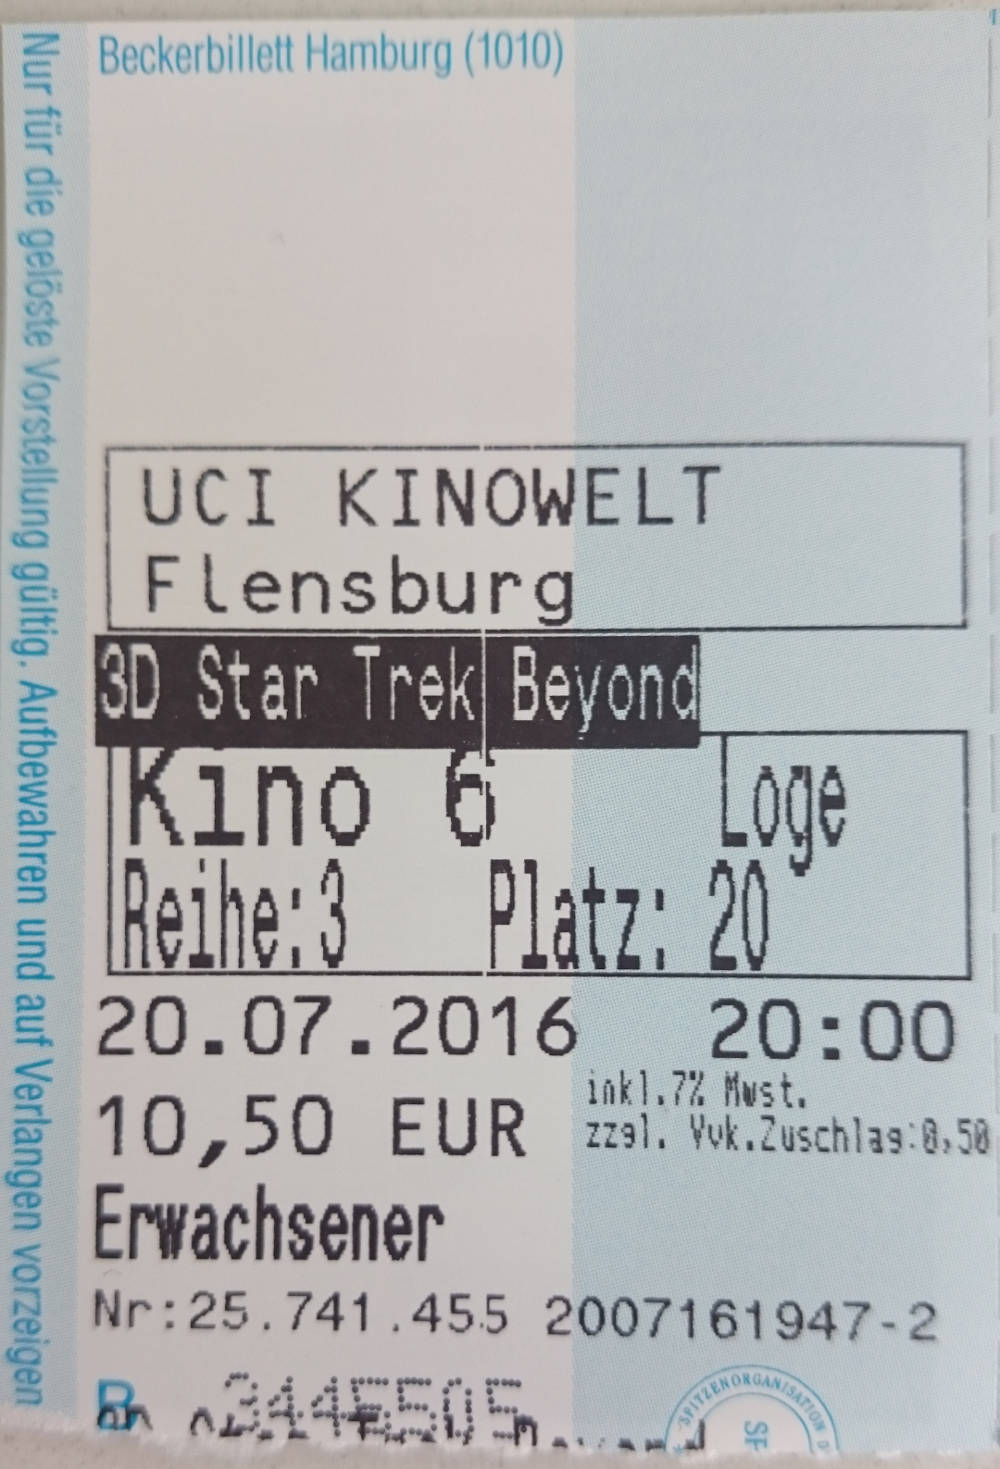 Beckerbillett Hamburg (1010)
Nur für die gelöste Vorstellung gültig. Aufbewahren und auf Verlangen vorzeigen
UCI KINOWELT
Flensburg
3D Star Trek Beyond
Kino 6 Loge
Reihe:3 Platz: 20
20.07.2016 20:00
inkl.7% Mwst.
10,50 EUR
zzgl. Vvk.Zuschlag:0,50
Erwachsener
Nr:25.741.455 2007161947-2
B
3445505
SPITZENORGANISATION D